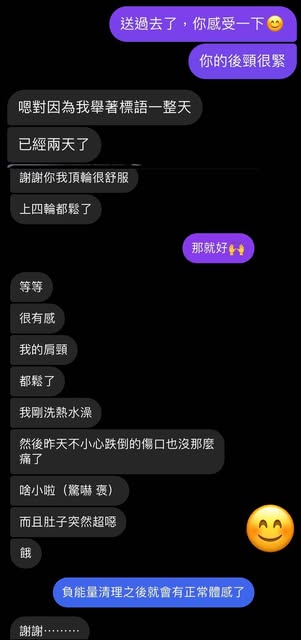 送過去了，你感受一下😊
你的後頸很緊
嗯對因為我舉著標語一整天
已經兩天了
謝謝你我頂輪很舒服
上四輪都鬆了
那就好🙌
等等
很有感
我的肩頸
都鬆了
我剛洗熱水澡
然後昨天不小心跌倒的傷口也沒那麼
痛了
啥小啦（驚嚇 褒）
而且肚子突然超噁
餓
負能量清理之後就會有正常體感了
謝謝⋯⋯⋯